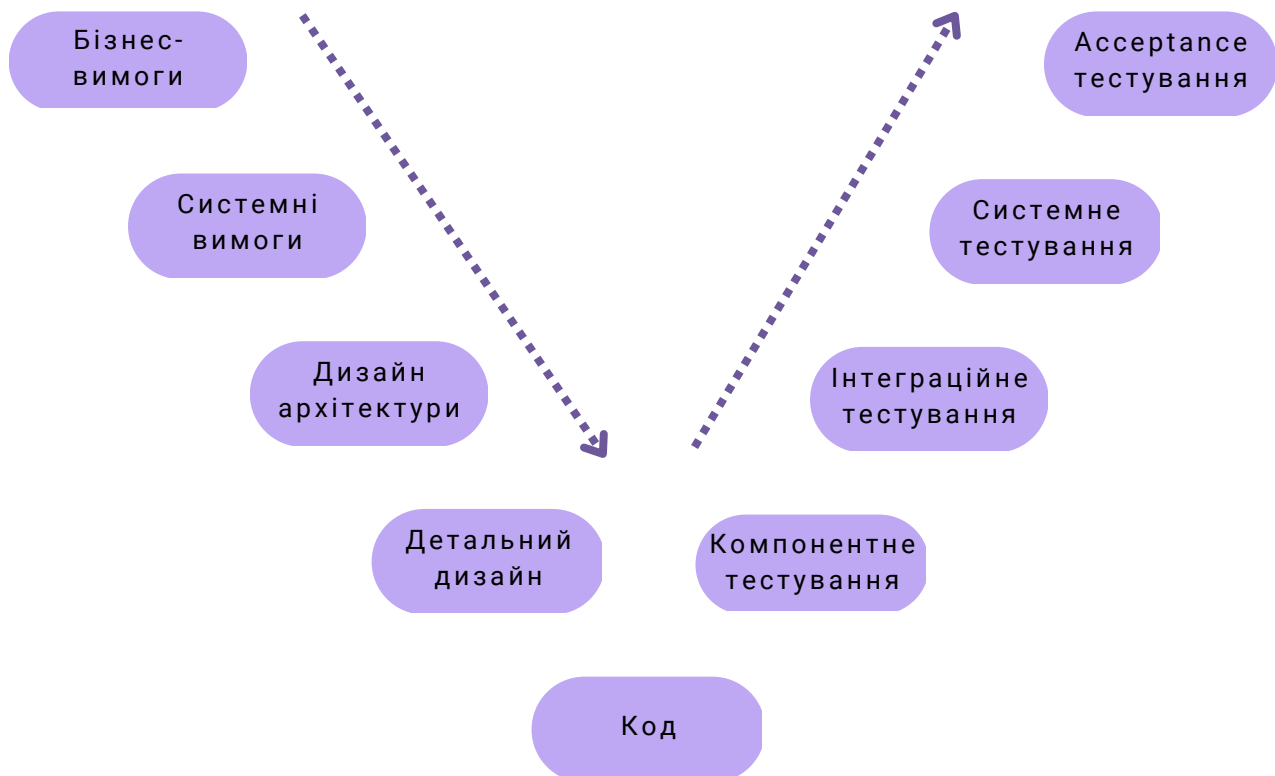 Бізнес-
вимоги
Acceptance
тестування
Системні
вимоги
Системне
тестування
Дизайн
архітектури
Інтеграційне
тестування
Детальний
дизайн
Компонентне
тестування
Код